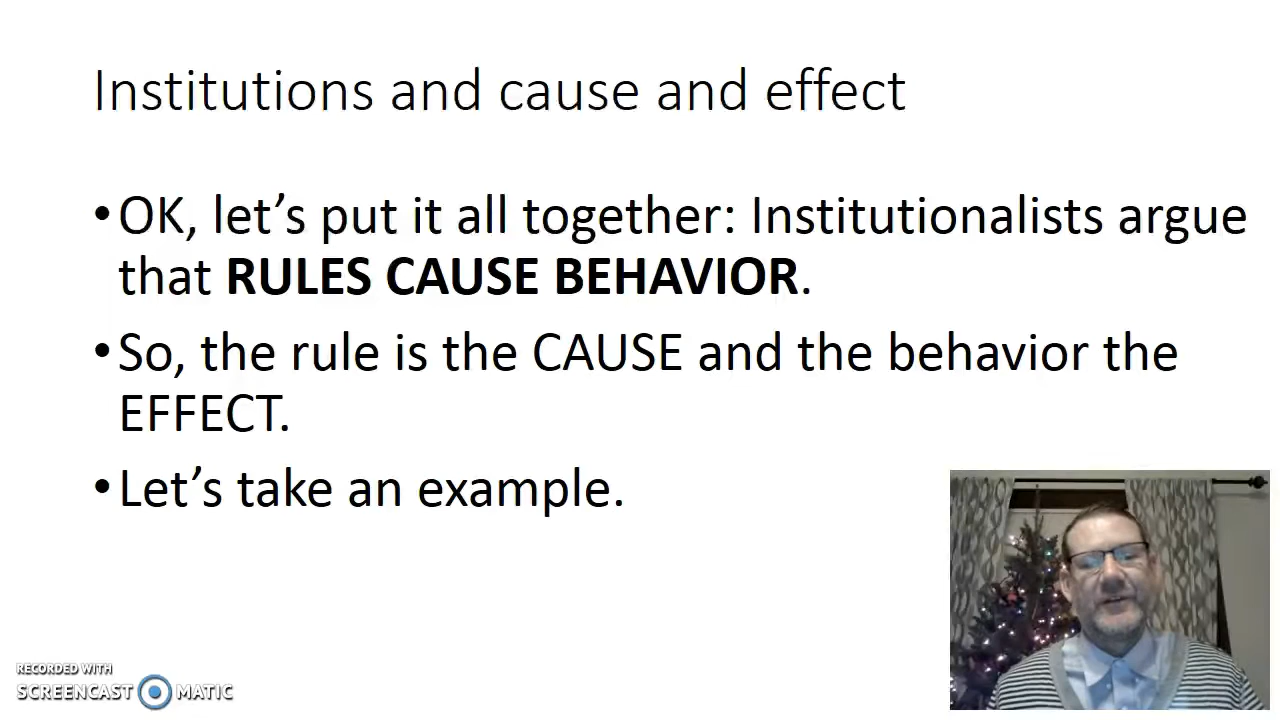 Institutions and cause and effect
•OK, let’s put it all together: Institutionalists argue
that RULES CAUSE BEHAVIOR.
•So, the rule is the CAUSE and the behavior the
EFFECT.
•Let’s take an example.
RECORDED WITH
SCREENCAST MATIC